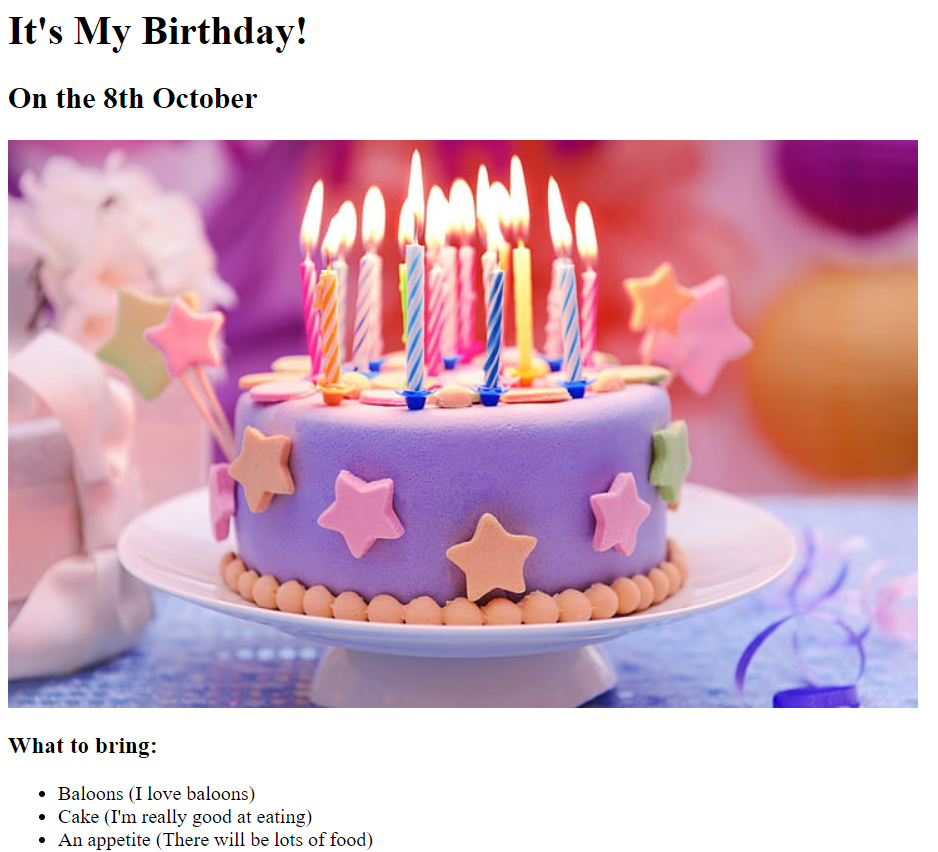 It's My Birthday!
On the 8th October
What to bring:
Baloons (I love baloons)
Cake (I'm really good at eating)
An appetite (There will be lots of food)